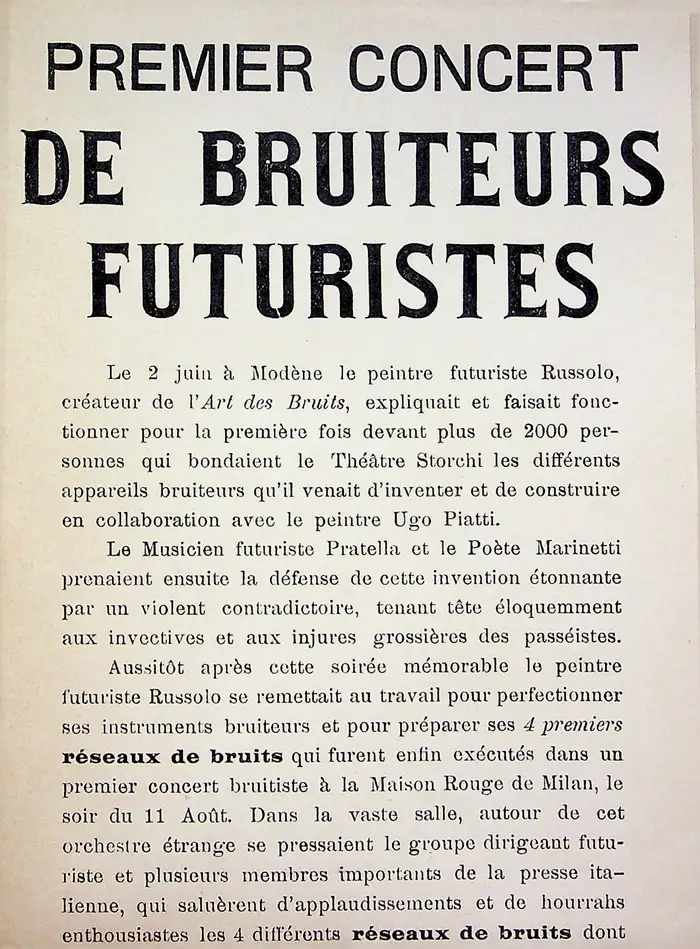 PREMIER CONCERT
DE BRUITEURS
FUTURISTES
Le 2 juin à Modène le peintre futuriste Russolo,
créateur de l'Art des Bruits, expliquait et faisait fonc-
tionner pour la première fois devant plus de 2000 per-
sonnes qui bondaient le Théâtre Storchi les différents
appareils bruiteurs qu'il venait d'inventer et de construire
en collaboration avec le peintre Ugo Piatti.
Le Musicien futuriste Pratella et le Poète Marinetti
prenaient ensuite la défense de cette invention étonnante
par un violent contradictoire, tenant tête éloquemment
aux invectives et aux injures grossières des passéistes.
Aussitôt après cette soirée mémorable le peintre
futuriste Russolo se remettait au travail pour perfectionner
ses instruments bruiteurs et pour préparer ses 4 premiers
réseaux de bruits qui furent enfin exécutés dans un
premier concert bruitiste à la Maison Rouge de Milan, le
soir du 11 Août. Dans la vaste salle, autour de cet
orchestre étrange se pressaient le groupe dirigeant futu-
riste et plusieurs membres importants de la presse ita-
lienne, qui saluèrent d'applaudissements et de hourrahs
enthousiastes les 4 différents réseaux de bruits dont